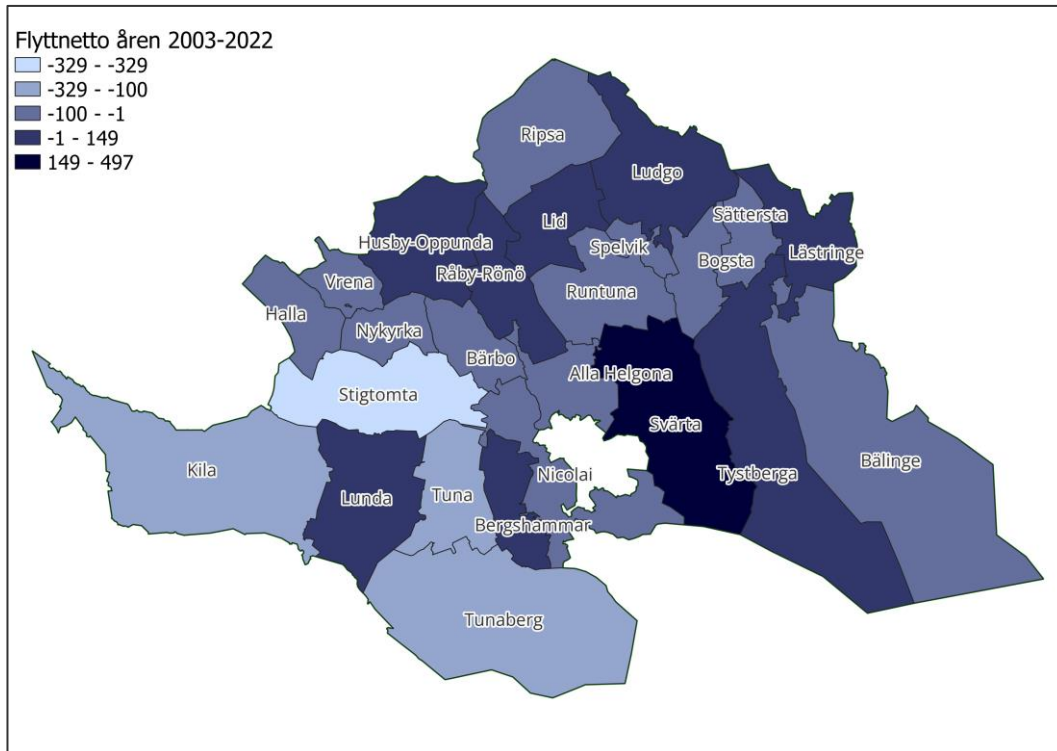 Flyttnetto åren 2003-2022
-329 - -329
-329 - -100
-100 - -1
-1 - 149
149 - 497
Ripsa
Ludgo
Sättersta
Lid
Husby-Oppunda
Spelvik
Lästringe
Bogsta
Råby-Rönö
Vrena
Runtuna
Halla
Nykyrka
Bärbo
Alla Helgona
Stigtomta
Svärta
Bälinge
Kila
Nicolai
Tystberga
Tuna
Lunda
Bergshammar
Tunaberg